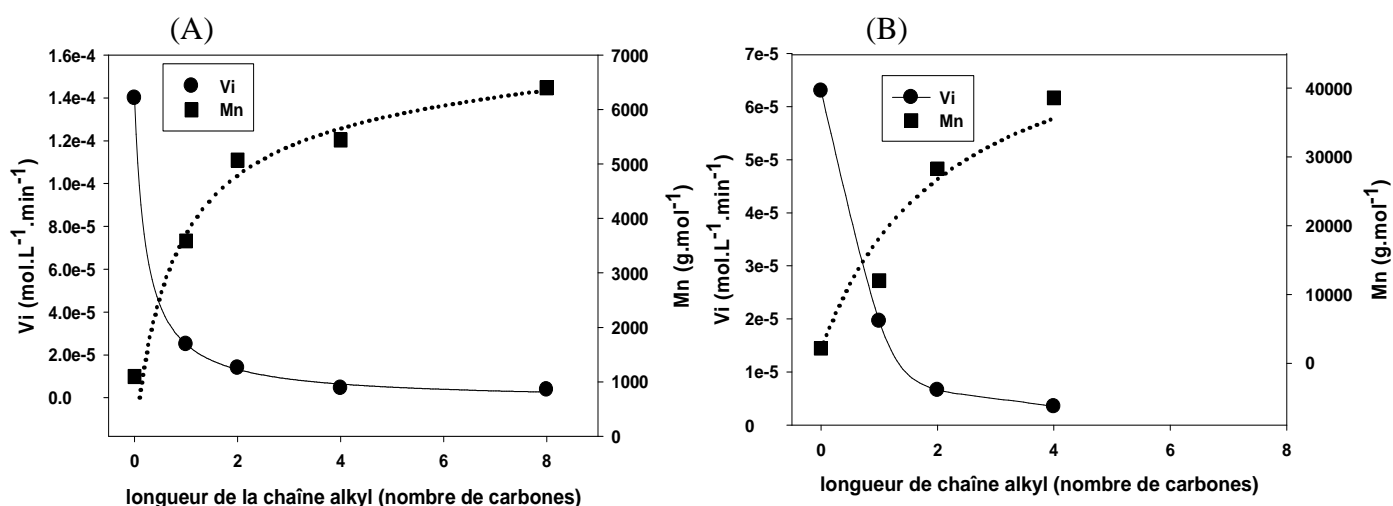 (A)
Vi (mol.L-1.min-1)
1.6e-4
1.4e-4
1.2e-4
1.0e-4
8.0e-5
6.0e-5
4.0e-5
2.0e-5
0.0
Vi
Mn
7000
6000
5000
4000
3000
2000
1000
0
Mn (g.mol-1)
0 2 4 6 8
longueur de la chaîne alkyl (nombre de carbones)
(B)
Vi (mol.L-1.min-1)
7e-5
6e-5
5e-5
4e-5
3e-5
2e-5
1e-5
0
Vi
Mn
40000
30000
20000
10000
0
Mn (g.mol-1)
0 2 4 6 8
longueur de chaîne alkyl (nombre de carbones)